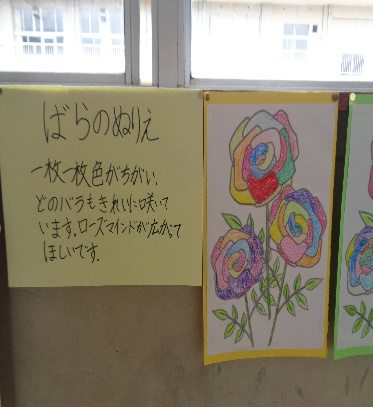 ばらのぬりえ
一枚一枚色がちがい、
どのバラもきれいに咲いて
います。ローズマインドが広がって
ほしいです。